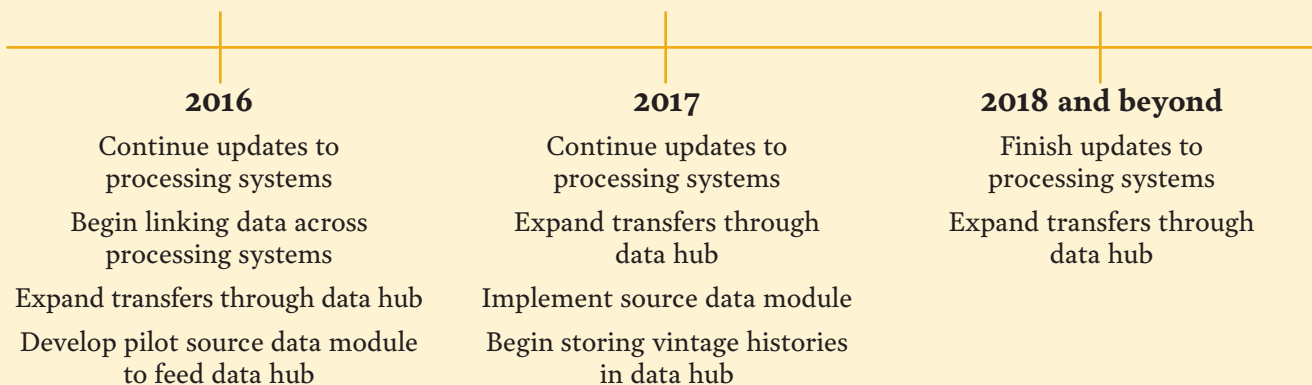 2016
Continue updates to
processing systems
Begin linking data across
processing systems
Expand transfers through data hub
Develop pilot source data module
to feed data hub
2017
Continue updates to
processing systems
Expand transfers through
data hub
Implement source data module
Begin storing vintage histories
in data hub
2018 and beyond
Finish updates to
processing systems
Expand transfers through
data hub